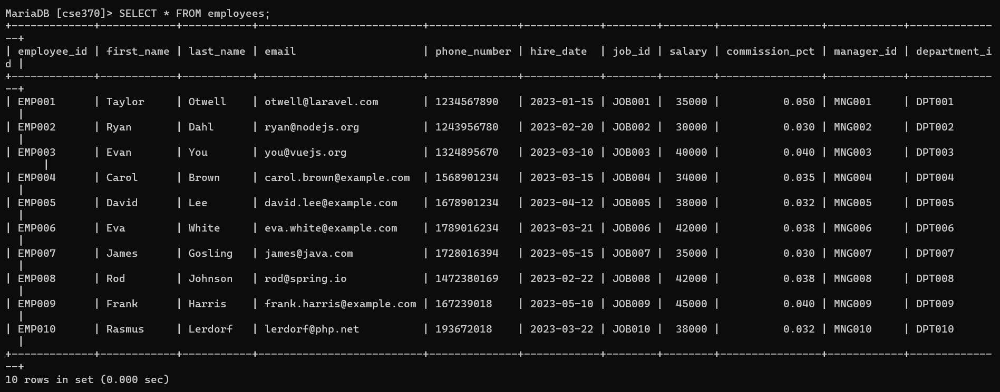 MariaDB [cse370]> SELECT * FROM employees;
+-------------+------------+-----------+--------------------------+--------------+------------+--------+--------+----------------+------------+-------------
--+
| employee_id | first_name | last_name | email                    | phone_number | hire_date  | job_id | salary | commission_pct | manager_id | department_i
d |
+-------------+------------+-----------+--------------------------+--------------+------------+--------+--------+----------------+------------+-------------
--+
| EMP001      | Taylor     | Otwell    | otwell@laravel.com       | 1234567890   | 2023-01-15 | JOB001 |  35000 |          0.050 | MNG001     | DPT001
  |
| EMP002      | Ryan       | Dahl      | ryan@nodejs.org          | 1243956780   | 2023-02-20 | JOB002 |  30000 |          0.030 | MNG002     | DPT002
  |
| EMP003      | Evan       | You       | you@vuejs.org            | 1324895670   | 2023-03-10 | JOB003 |  40000 |          0.040 | MNG003     | DPT003
      |
| EMP004      | Carol      | Brown     | carol.brown@example.com  | 1568901234   | 2023-03-15 | JOB004 |  34000 |          0.035 | MNG004     | DPT004
  |
| EMP005      | David      | Lee       | david.lee@example.com    | 1678901234   | 2023-04-12 | JOB005 |  38000 |          0.032 | MNG005     | DPT005
  |
| EMP006      | Eva        | White     | eva.white@example.com    | 1789016234   | 2023-03-21 | JOB006 |  42000 |          0.038 | MNG006     | DPT006
  |
| EMP007      | James      | Gosling   | james@java.com           | 1728016394   | 2023-05-15 | JOB007 |  35000 |          0.030 | MNG007     | DPT007
  |
| EMP008      | Rod        | Johnson   | rod@spring.io            | 1472380169   | 2023-02-22 | JOB008 |  42000 |          0.038 | MNG008     | DPT008
  |
| EMP009      | Frank      | Harris    | frank.harris@example.com | 167239018    | 2023-05-10 | JOB009 |  45000 |          0.040 | MNG009     | DPT009
  |
| EMP010      | Rasmus     | Lerdorf   | lerdorf@php.net          | 193672018    | 2023-03-22 | JOB010 |  38000 |          0.032 | MNG010     | DPT010
  |
+-------------+------------+-----------+--------------------------+--------------+------------+--------+--------+----------------+------------+-------------
--+
10 rows in set (0.000 sec)